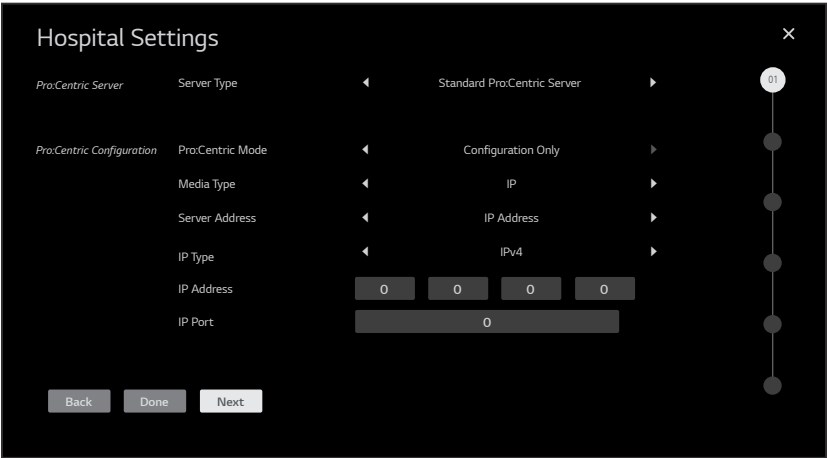 Hospital Settings ×
Pro:Centric Server Server Type Standard Pro:Centric Server 01
Pro:Centric Configuration Pro:Centric Mode Configuration Only
Media Type IP
Server Address IP Address
IP Type IPv4
IP Address 0 0 0 0
IP Port 0
Back Done Next